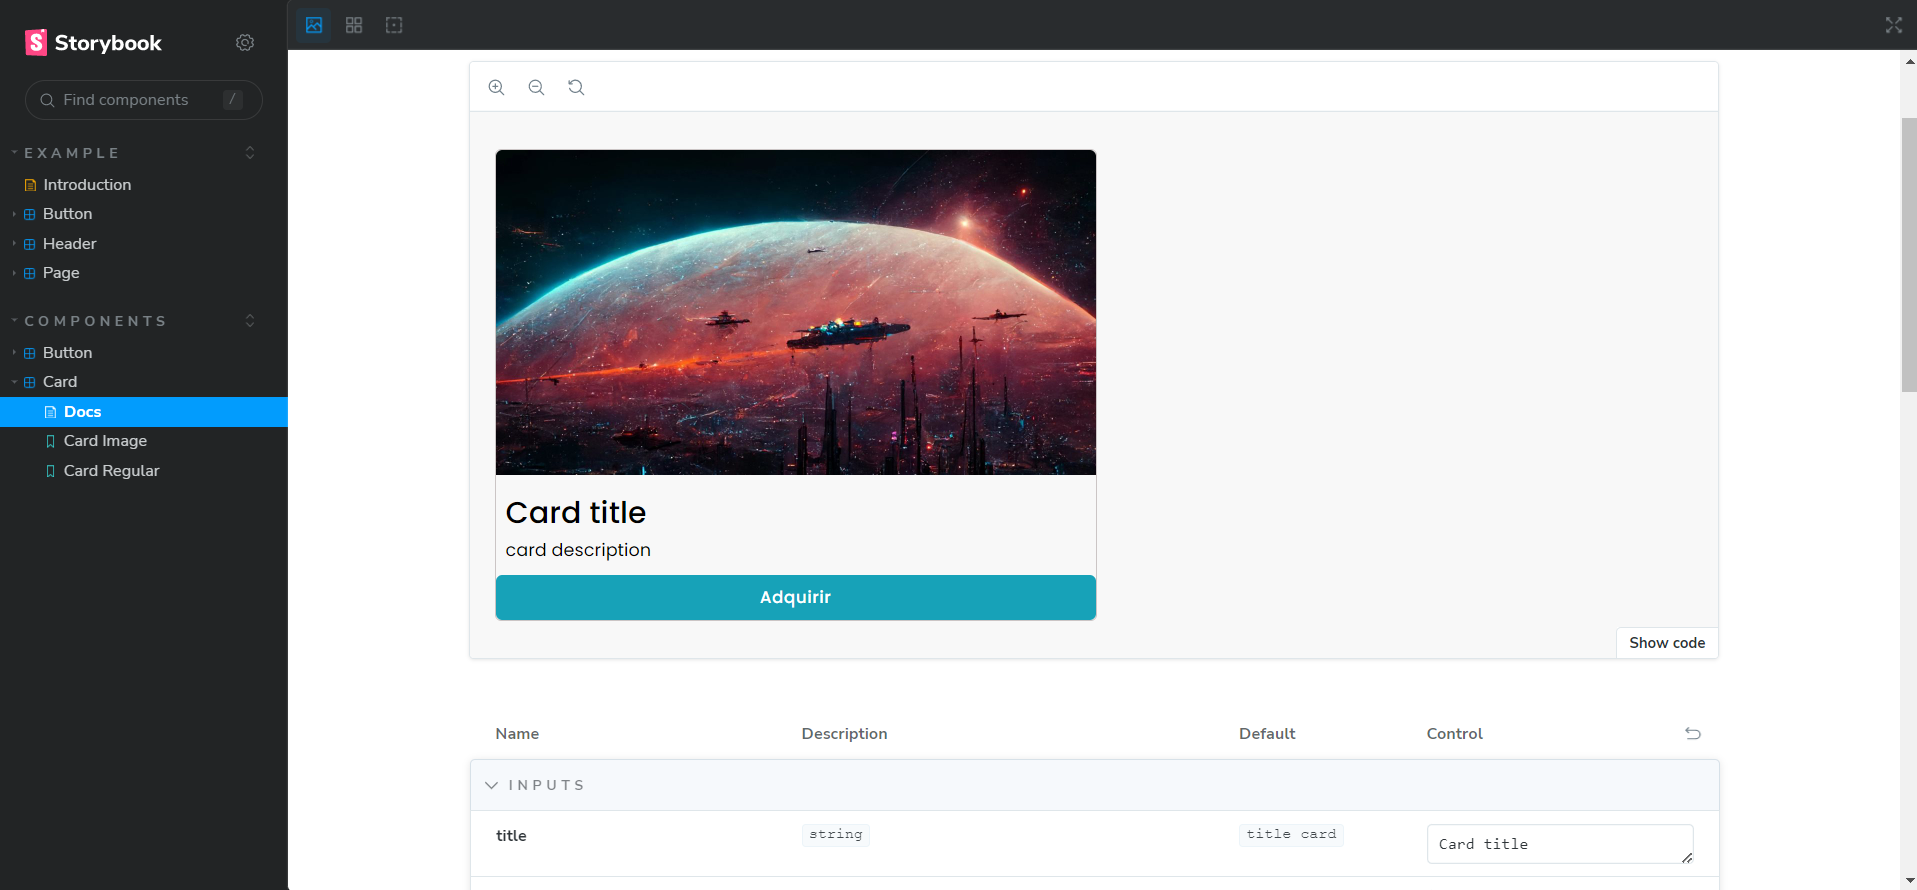 Storybook
Find components /
EXAMPLE
Introduction
Button
Header
Page
COMPONENTS
Button
Card
Docs
Card Image
Card Regular
Card title
card description
Adquirir
Show code
Name Description Default Control
INPUTS
title string title card Card title